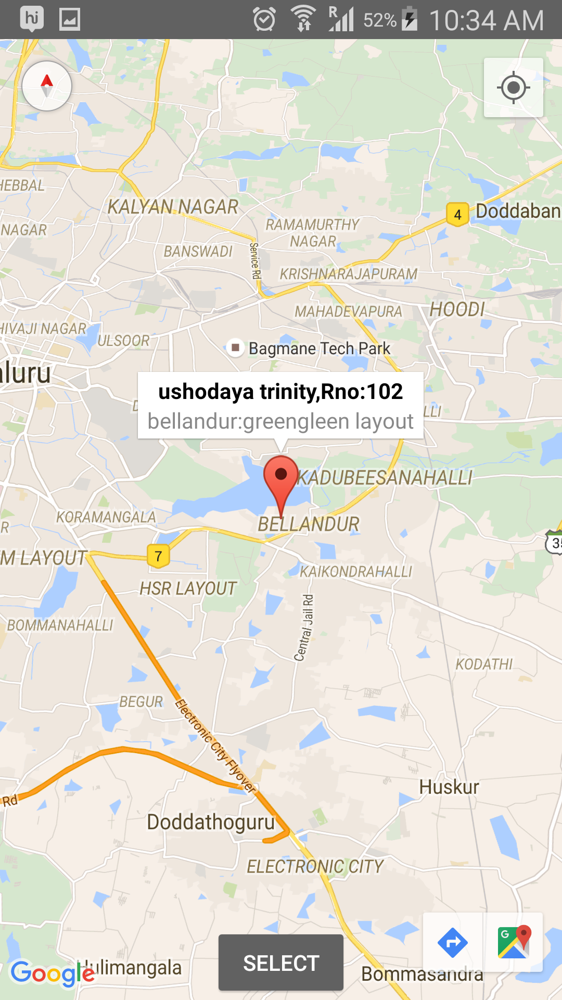 hi
R
52%
10:34 AM
HEBBAL
KALYAN NAGAR
4
Doddaban
NAGAR
RAMAMURTHY
NAGAR
BANSWADI
Service Rd
KRISHNARAJAPURAM
MAHADEVAPURA
HOODI
HIVAJI NAGAR
ULSOOR
Bagmane Tech Park
aluru
ushodaya trinity,Rno:102
bellandur:greengleen layout
D
LLI
KADUBEESANAHALLI
KORAMANGALA
BELLANDUR
R
35
M LAYOUT
7
KAIKONDRAHALLI
HSR LAYOUT
Central Jail Rd
BOMMANAHALLI
KODATHI
BEGUR
Electronic City Flyover
Huskur
Rd
Doddathoguru
ELECTRONIC CITY
G
SELECT
Google
Hulimangala
Bommasandra